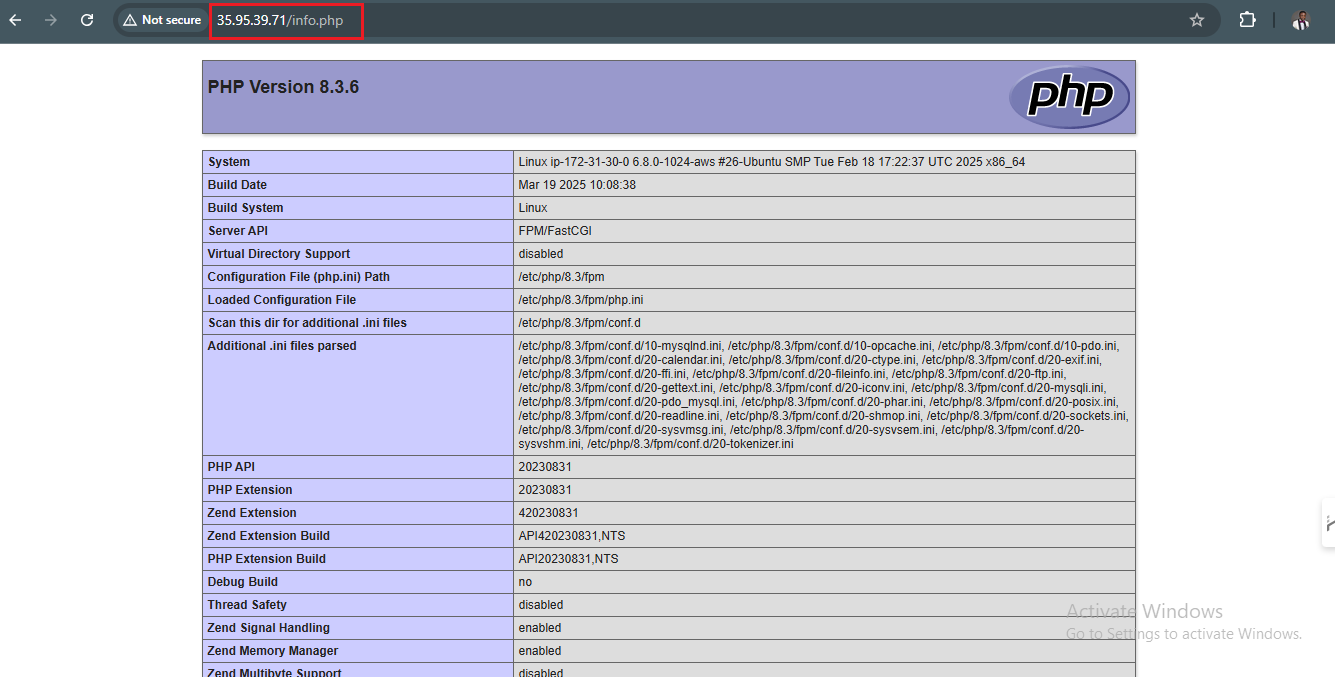 Not secure 35.95.39.71/info.php
PHP Version 8.3.6
php
System Linux ip-172-31-30-0 6.8.0-1024-aws #26-Ubuntu SMP Tue Feb 18 17:22:37 UTC 2025 x86_64
Build Date Mar 19 2025 10:08:38
Build System Linux
Server API FPM/FastCGI
Virtual Directory Support disabled
Configuration File (php.ini) Path /etc/php/8.3/fpm
Loaded Configuration File /etc/php/8.3/fpm/php.ini
Scan this dir for additional .ini files /etc/php/8.3/fpm/conf.d
Additional .ini files parsed /etc/php/8.3/fpm/conf.d/10-mysqlnd.ini, /etc/php/8.3/fpm/conf.d/10-opcache.ini, /etc/php/8.3/fpm/conf.d/10-pdo.ini,
/etc/php/8.3/fpm/conf.d/20-calendar.ini, /etc/php/8.3/fpm/conf.d/20-ctype.ini, /etc/php/8.3/fpm/conf.d/20-exif.ini,
/etc/php/8.3/fpm/conf.d/20-ffi.ini, /etc/php/8.3/fpm/conf.d/20-fileinfo.ini, /etc/php/8.3/fpm/conf.d/20-ftp.ini,
/etc/php/8.3/fpm/conf.d/20-gettext.ini, /etc/php/8.3/fpm/conf.d/20-iconv.ini, /etc/php/8.3/fpm/conf.d/20-mysqli.ini,
/etc/php/8.3/fpm/conf.d/20-pdo_mysql.ini, /etc/php/8.3/fpm/conf.d/20-phar.ini, /etc/php/8.3/fpm/conf.d/20-posix.ini,
/etc/php/8.3/fpm/conf.d/20-readline.ini, /etc/php/8.3/fpm/conf.d/20-shmop.ini, /etc/php/8.3/fpm/conf.d/20-sockets.ini,
/etc/php/8.3/fpm/conf.d/20-sysvmsg.ini, /etc/php/8.3/fpm/conf.d/20-sysvsem.ini, /etc/php/8.3/fpm/conf.d/20-
sysvshm.ini, /etc/php/8.3/fpm/conf.d/20-tokenizer.ini
PHP API 20230831
PHP Extension 20230831
Zend Extension 420230831
Zend Extension Build API420230831,NTS
PHP Extension Build API20230831,NTS
Debug Build no
Thread Safety disabled
Zend Signal Handling enabled
Zend Memory Manager enabled
Zend Multibyte Support disabled
Activate Windows
Go to Settings to activate Windows.